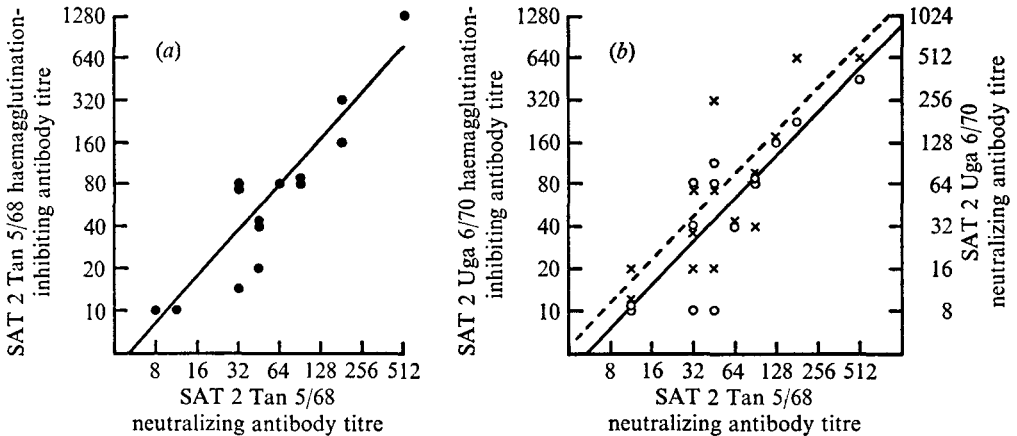 SAT 2 Tan 5/68 haemagglutination-
inhibiting antibody titre
1280
640
320
160
80
40
20
10
(a)
8 16 32 64 128 256 512
SAT 2 Tan 5/68
neutralizing antibody titre
SAT 2 Uga 6/70 haemagglutination-
inhibiting antibody titre
1280
640
320
160
80
40
20
10
(b)
8 16 32 64 128 256 512
SAT 2 Tan 5/68
neutralizing antibody titre
1024
512
256
128
64
32
16
8
SAT 2 Uga 6/70
neutralizing antibody titre